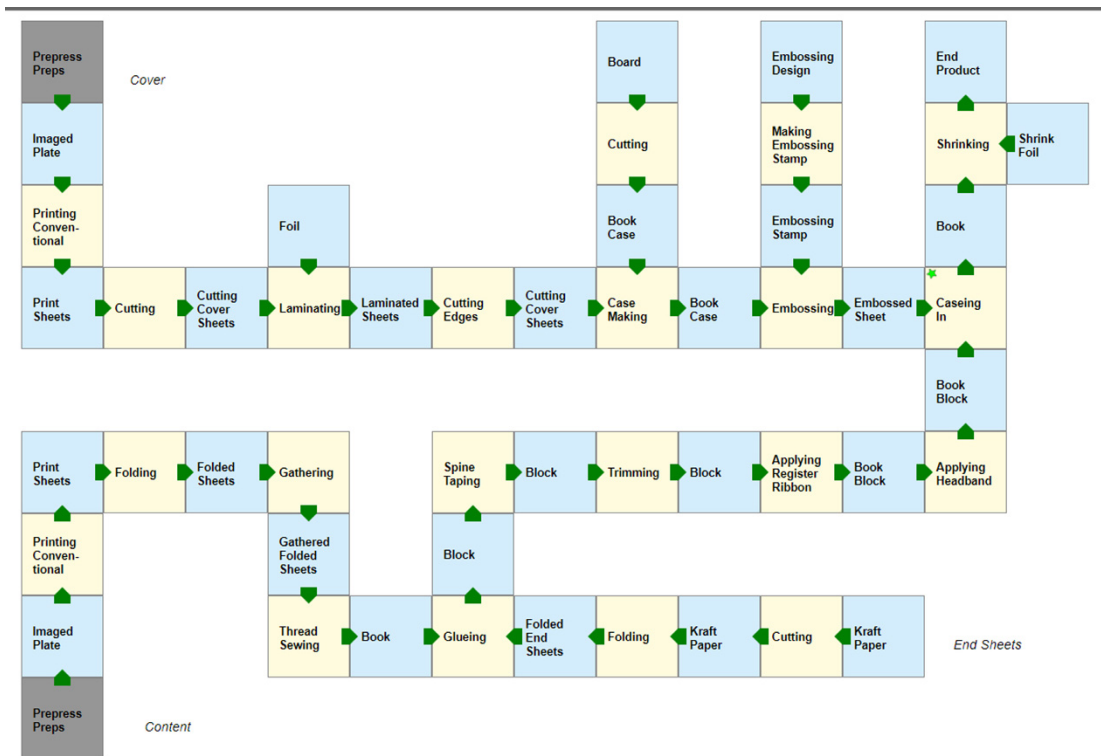 Prepress
Preps
Cover
Board
Embossing
Design
End
Product
Imaged
Plate
Cutting
Making
Embossing
Stamp
Shrinking
Shrink
Foil
Printing
Conven-
tional
Foil
Book
Case
Embossing
Stamp
Book
Print
Sheets
Cutting
Cutting
Cover
Sheets
Laminating
Laminated
Sheets
Cutting
Edges
Cutting
Cover
Sheets
Case
Making
Book
Case
Embossing
Embossed
Sheet
Caseing
In
Book
Block
Print
Sheets
Folding
Folded
Sheets
Gathering
Spine
Taping
Block
Trimming
Block
Applying
Register
Ribbon
Book
Block
Applying
Headband
Printing
Conven-
tional
Gathered
Folded
Sheets
Block
Imaged
Plate
Thread
Sewing
Book
Glueing
Folded
End
Sheets
Folding
Kraft
Paper
Cutting
Kraft
Paper
End Sheets
Prepress
Preps
Content